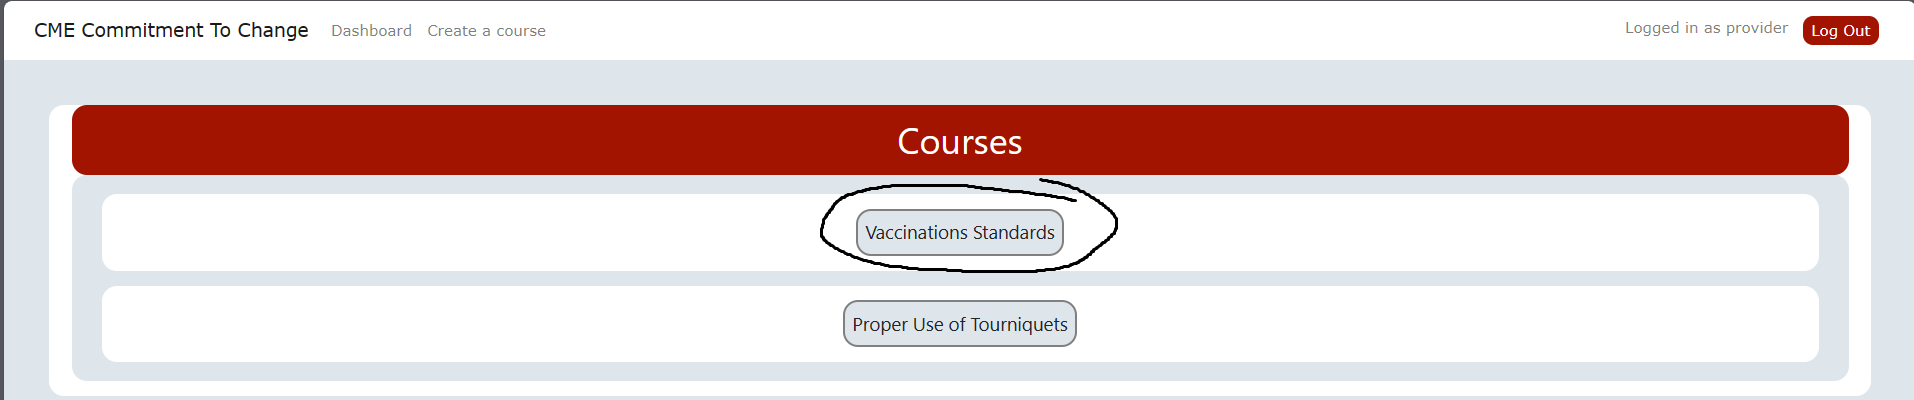 CME Commitment To Change Dashboard Create a course Logged in as provider Log Out
Courses
Vaccinations Standards
Proper Use of Tourniquets